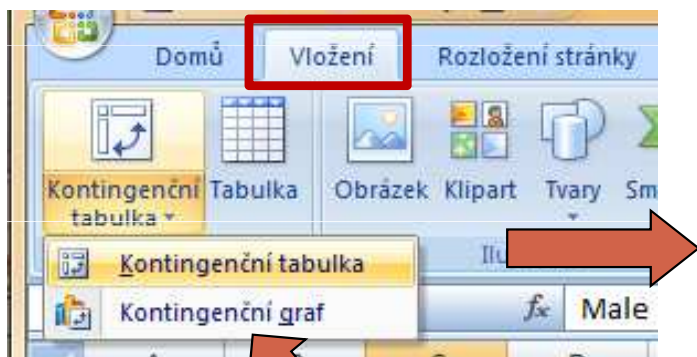 Domů Vložení Rozložení stránky
Kontingenční tabulka Tabulka Obrázek Klipart Tvary Sm
Kontingenční tabulka
Kontingenční graf
fx Male